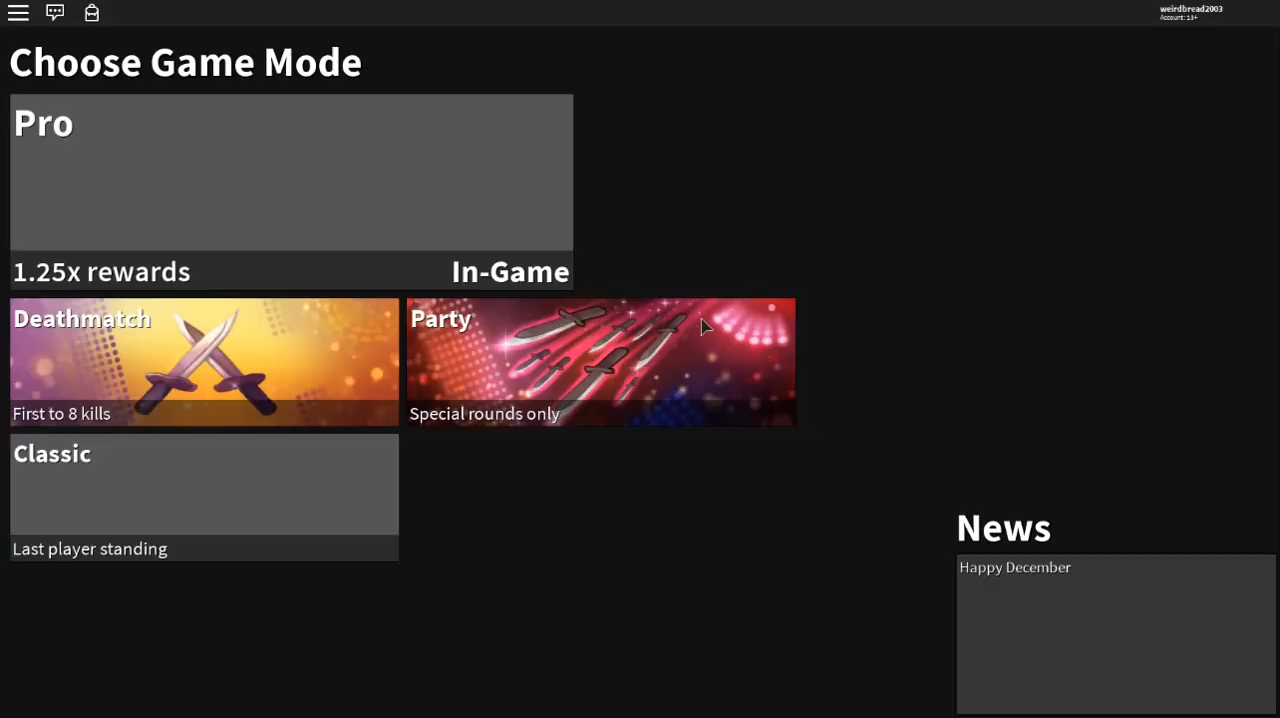 weirdbread2003
Account: 13+
Choose Game Mode
Pro
1.25x rewards In-Game
Deathmatch
First to 8 kills
Party
Special rounds only
Classic
Last player standing
News
Happy December